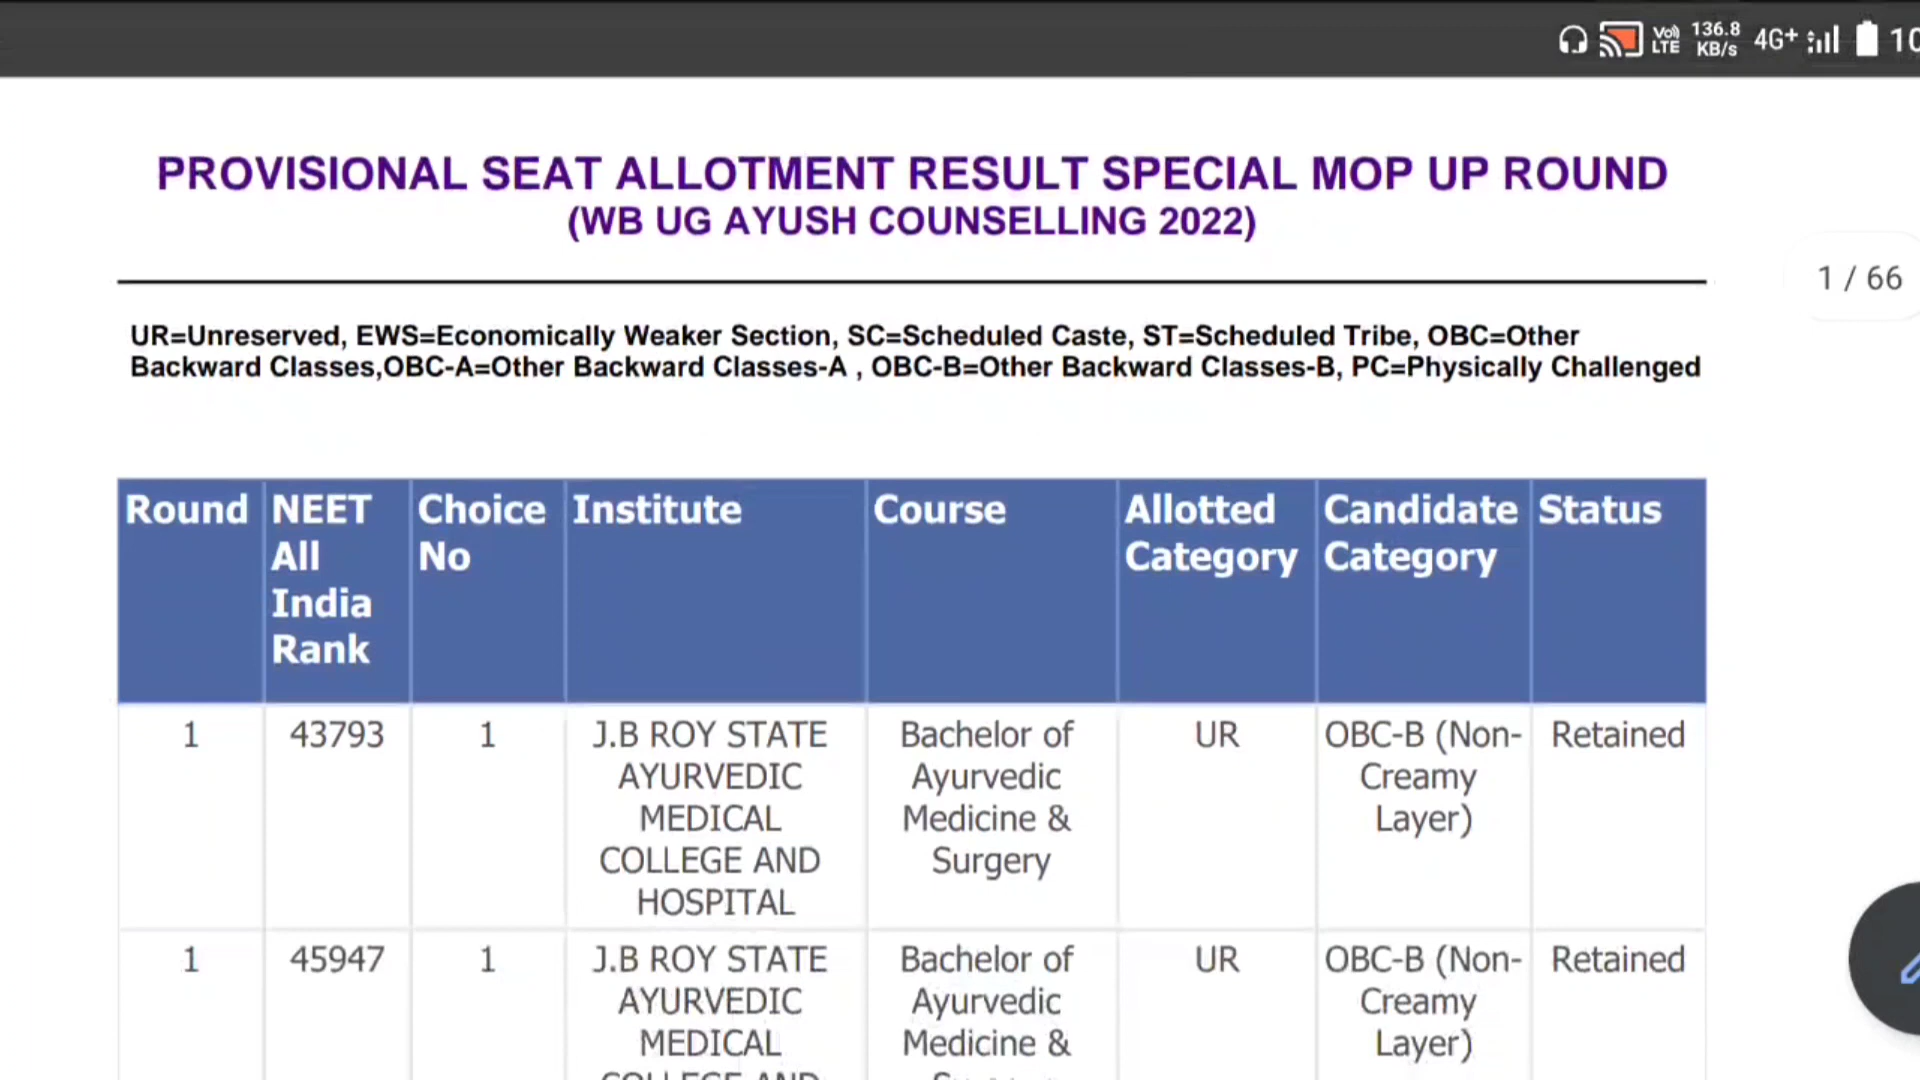 Vo) LTE 136.8 KB/s 4G+ 10
PROVISIONAL SEAT ALLOTMENT RESULT SPECIAL MOP UP ROUND
(WB UG AYUSH COUNSELLING 2022)
1 / 66
UR=Unreserved, EWS=Economically Weaker Section, SC=Scheduled Caste, ST=Scheduled Tribe, OBC=Other
Backward Classes,OBC-A=Other Backward Classes-A , OBC-B=Other Backward Classes-B, PC=Physically Challenged
Round NEET Choice Institute Course Allotted Candidate Status
All No Category Category
India
Rank
1 43793 1 J.B ROY STATE Bachelor of UR OBC-B (Non- Retained
AYURVEDIC Ayurvedic Creamy
MEDICAL Medicine & Layer)
COLLEGE AND Surgery
HOSPITAL
1 45947 1 J.B ROY STATE Bachelor of UR OBC-B (Non- Retained
AYURVEDIC Ayurvedic Creamy
MEDICAL Medicine & Layer)
COLLEGE AND